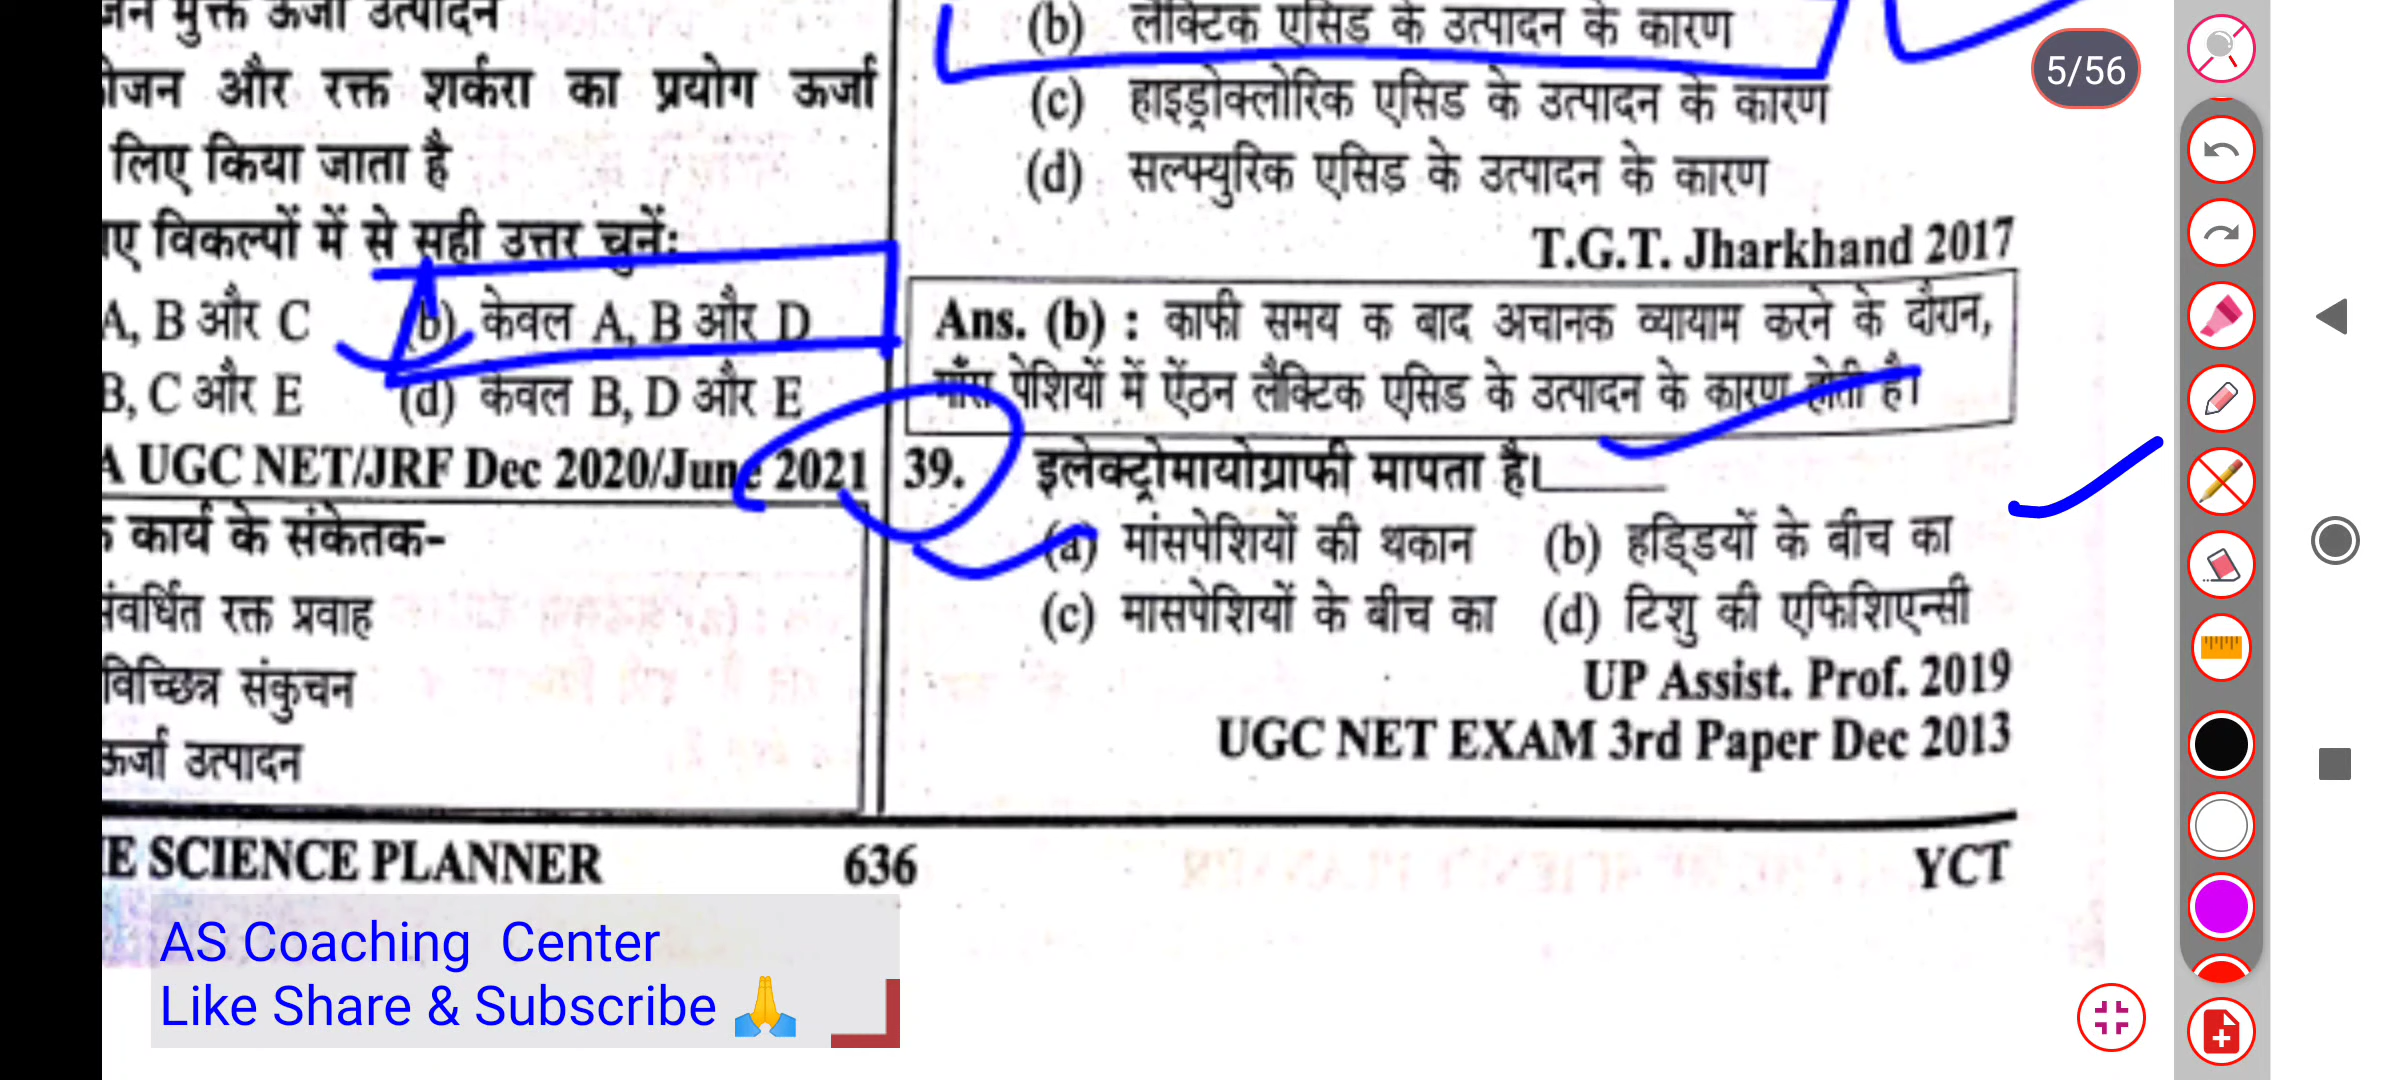 मुक्त ऊर्जा उत्पादन
और रक्त शर्करा का प्रयोग ऊर्जा
लिए किया जाता है
विकल्पों में से सही उत्तर चुनें:
A, B और C (b) केवल A, B और D
B, C और E (d) केवल B, D और E
A UGC NET/JRF Dec 2020/June 2021
कार्य के संकेतक-
संवर्धित रक्त प्रवाह
विच्छिन्न संकुचन
ऊर्जा उत्पादन
(b) लैक्टिक एसिड के उत्पादन के कारण
(c) हाइड्रोक्लोरिक एसिड के उत्पादन के कारण
(d) सल्फ्युरिक एसिड के उत्पादन के कारण
T.G.T. Jharkhand 2017
Ans. (b) : काफी समय क बाद अचानक व्यायाम करने के दौरान,
माँस पेशियों में ऐंठन लैक्टिक एसिड के उत्पादन के कारण होती है।
39. इलेक्ट्रोमायोग्राफी मापता है।____
(a) मांसपेशियों की थकान (b) हड्डियों के बीच का
(c) मासपेशियों के बीच का (d) टिशु की एफिशिएन्सी
UP Assist. Prof. 2019
UGC NET EXAM 3rd Paper Dec 2013
E SCIENCE PLANNER 636 YCT
AS Coaching Center
Like Share & Subscribe 🙏
5/56